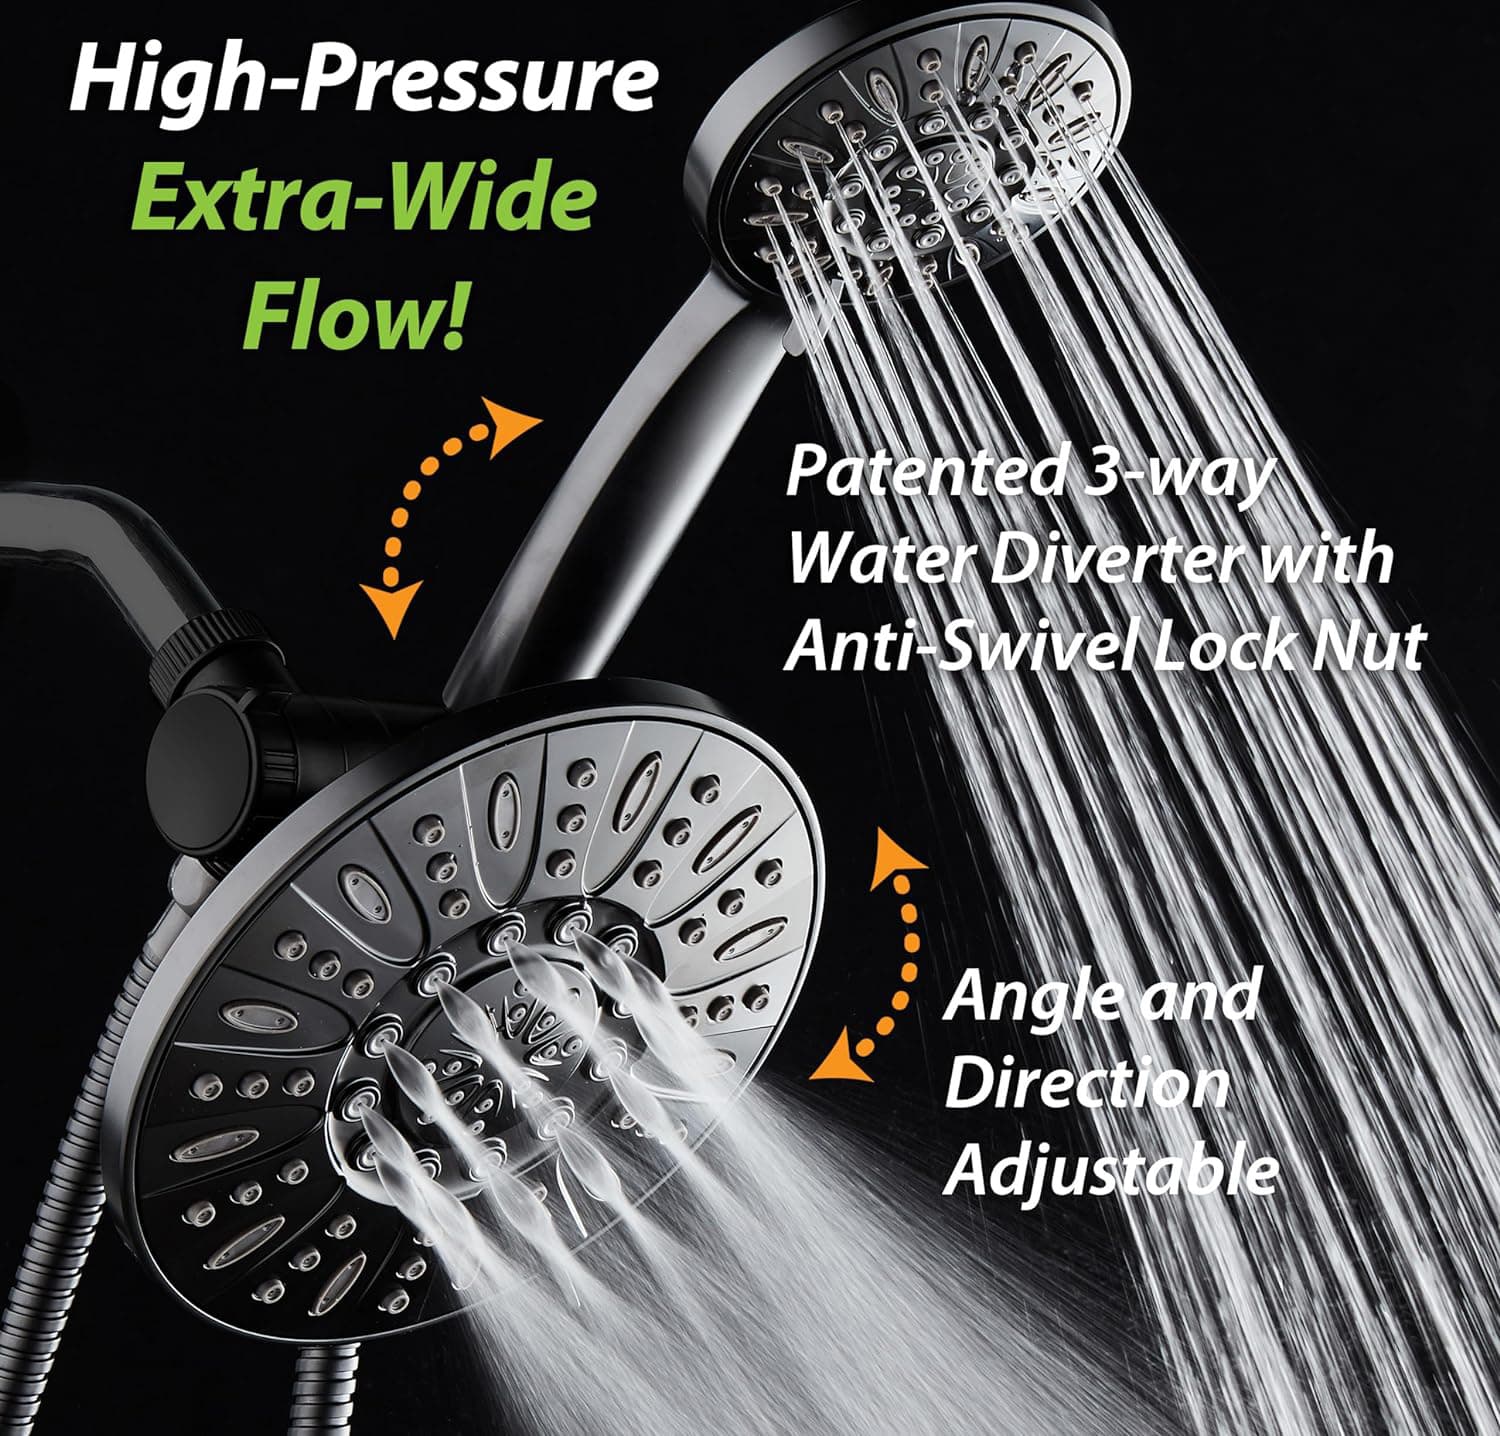 High-Pressure
Extra-Wide
Flow!
Patented 3-way
Water Diverter with
Anti-Swivel Lock Nut
Angle and
Direction
Adjustable